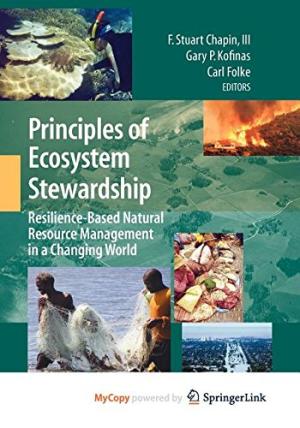 F. Stuart Chapin, III
Gary P. Kofinas
Carl Folke
EDITORS
Principles of
Ecosystem
Stewardship
Resilience-Based Natural
Resource Management
in a Changing World
MyCopy powered by SpringerLink